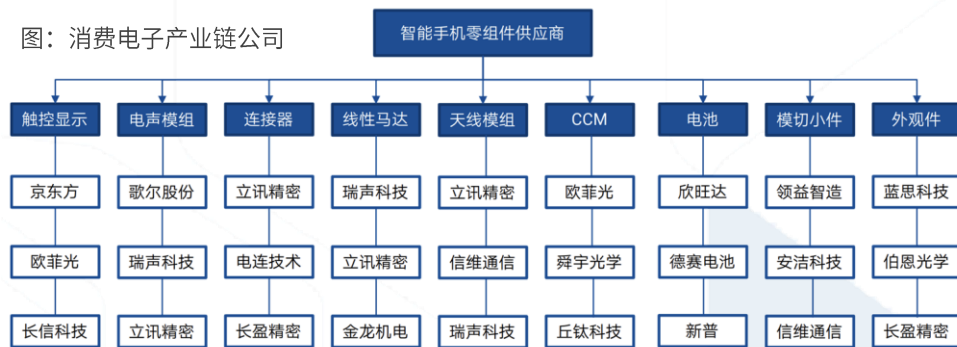 图：消费电子产业链公司
智能手机零组件供应商
触控显示 电声模组 连接器 线性马达 天线模组 CCM 电池 模切小件 外观件
京东方 歌尔股份 立讯精密 瑞声科技 立讯精密 欧菲光 欣旺达 领益智造 蓝思科技
欧菲光 瑞声科技 电连技术 立讯精密 信维通信 舜宇光学 德赛电池 安洁科技 伯恩光学
长信科技 立讯精密 长盈精密 金龙机电 瑞声科技 丘钛科技 新普 信维通信 长盈精密